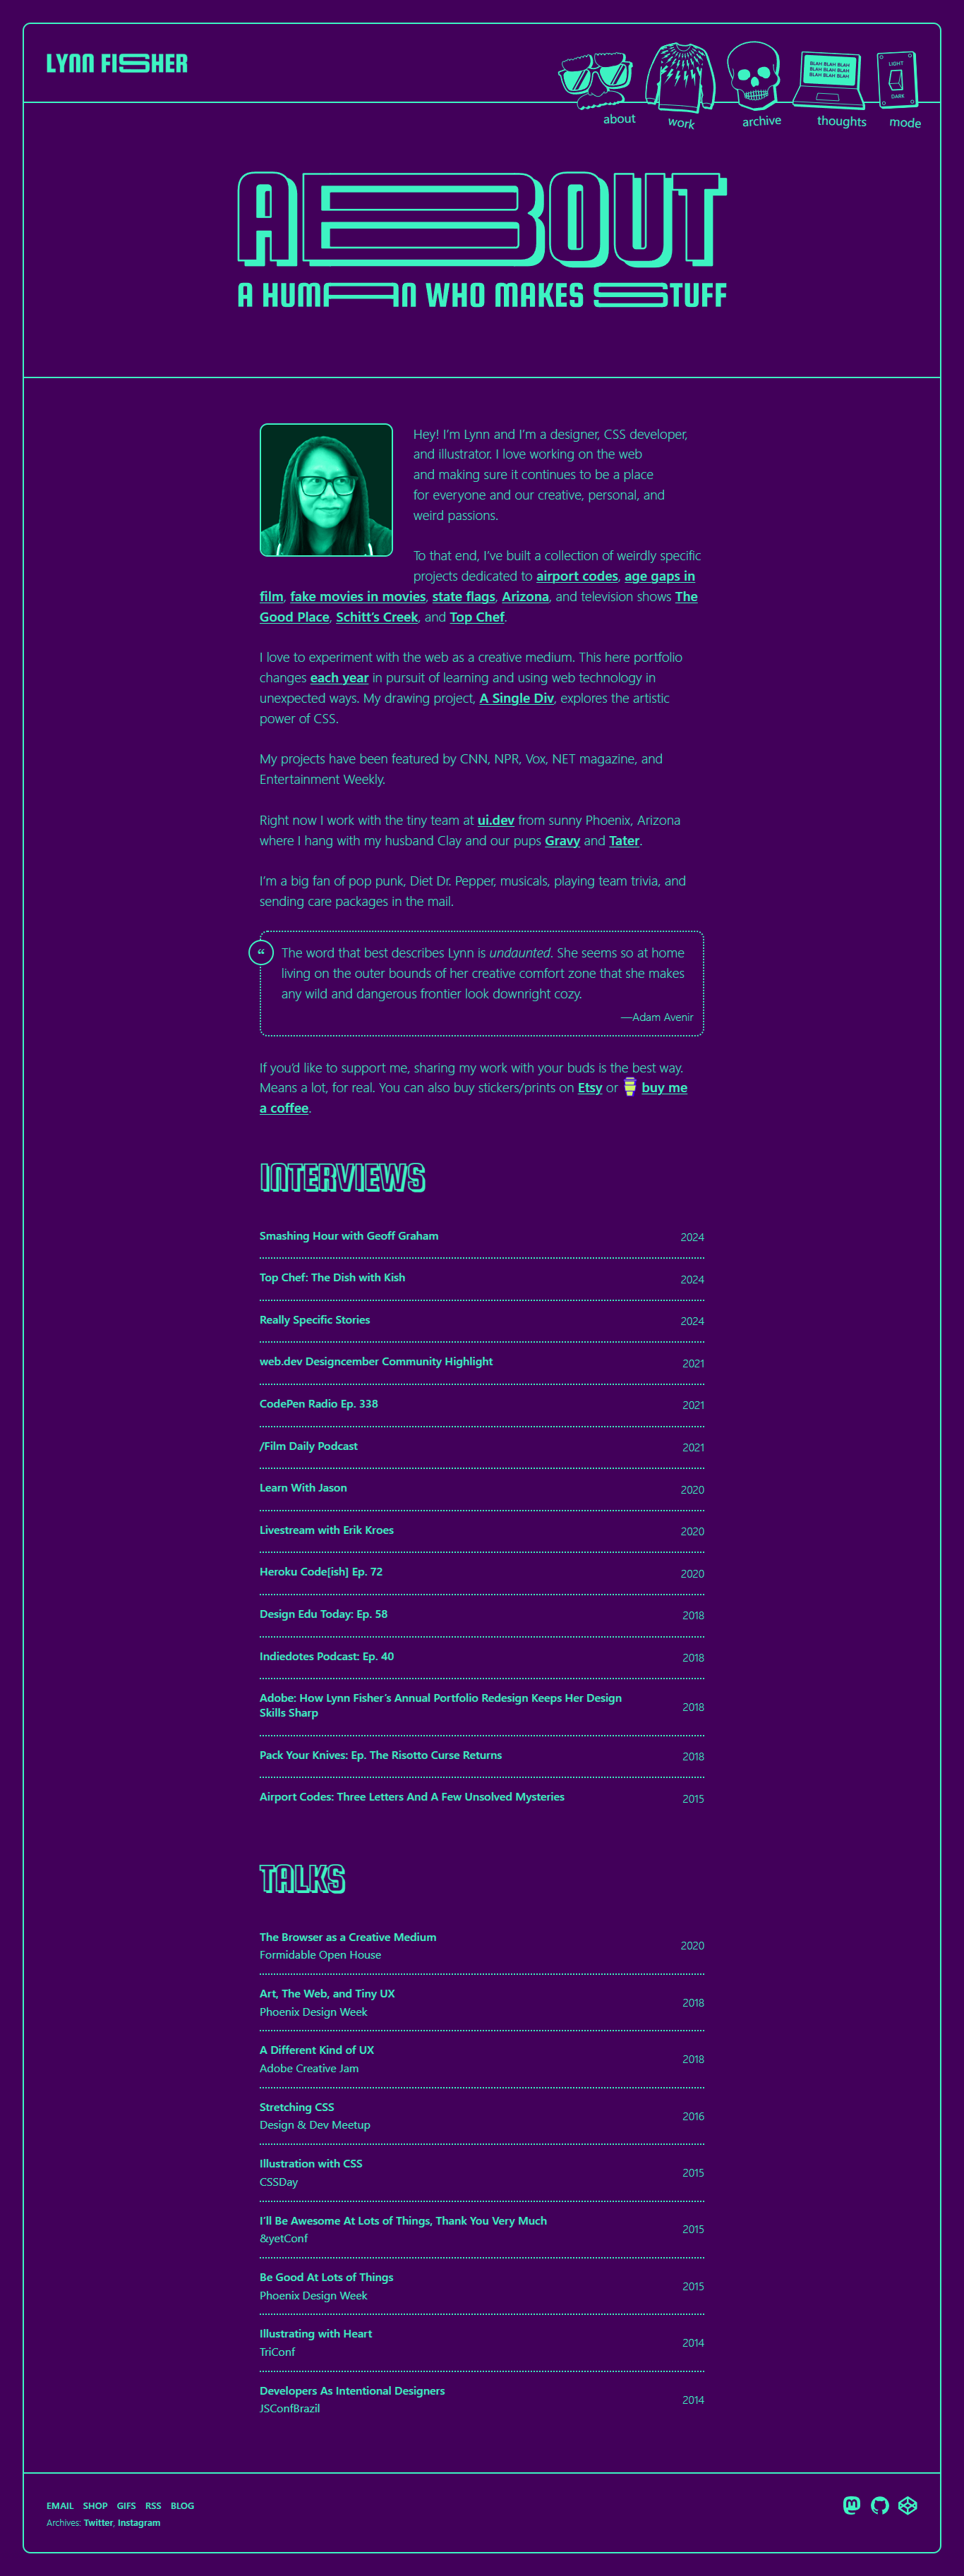 LYNN FISHER
BLAH BLAH BLAH
BLAH BLAH BLAH
BLAH BLAH BLAH
LIGHT
DARK
about
work
archive
thoughts
mode
ABOUT
A HUMAN WHO MAKES STUFF
Hey! I’m Lynn and I’m a designer, CSS developer,
and illustrator. I love working on the web
and making sure it continues to be a place
for everyone and our creative, personal, and
weird passions.
To that end, I’ve built a collection of weirdly specific
projects dedicated to airport codes, age gaps in
film, fake movies in movies, state flags, Arizona, and television shows The
Good Place, Schitt’s Creek, and Top Chef.
I love to experiment with the web as a creative medium. This here portfolio
changes each year in pursuit of learning and using web technology in
unexpected ways. My drawing project, A Single Div, explores the artistic
power of CSS.
My projects have been featured by CNN, NPR, Vox, NET magazine, and
Entertainment Weekly.
Right now I work with the tiny team at ui.dev from sunny Phoenix, Arizona
where I hang with my husband Clay and our pups Gravy and Tater.
I’m a big fan of pop punk, Diet Dr. Pepper, musicals, playing team trivia, and
sending care packages in the mail.
“
The word that best describes Lynn is undaunted. She seems so at home
living on the outer bounds of her creative comfort zone that she makes
any wild and dangerous frontier look downright cozy.
—Adam Avenir
If you’d like to support me, sharing my work with your buds is the best way.
Means a lot, for real. You can also buy stickers/prints on Etsy or buy me
a coffee.
INTERVIEWS
Smashing Hour with Geoff Graham 2024
Top Chef: The Dish with Kish 2024
Really Specific Stories 2024
web.dev Designcember Community Highlight 2021
CodePen Radio Ep. 338 2021
/Film Daily Podcast 2021
Learn With Jason 2020
Livestream with Erik Kroes 2020
Heroku Code[ish] Ep. 72 2020
Design Edu Today: Ep. 58 2018
Indiedotes Podcast: Ep. 40 2018
Adobe: How Lynn Fisher’s Annual Portfolio Redesign Keeps Her Design
Skills Sharp 2018
Pack Your Knives: Ep. The Risotto Curse Returns 2018
Airport Codes: Three Letters And A Few Unsolved Mysteries 2015
TALKS
The Browser as a Creative Medium
Formidable Open House 2020
Art, The Web, and Tiny UX
Phoenix Design Week 2018
A Different Kind of UX
Adobe Creative Jam 2018
Stretching CSS
Design & Dev Meetup 2016
Illustration with CSS
CSSDay 2015
I’ll Be Awesome At Lots of Things, Thank You Very Much
&yetConf 2015
Be Good At Lots of Things
Phoenix Design Week 2015
Illustrating with Heart
TriConf 2014
Developers As Intentional Designers
JSConfBrazil 2014
EMAIL SHOP GIFS RSS BLOG
Archives: Twitter, Instagram